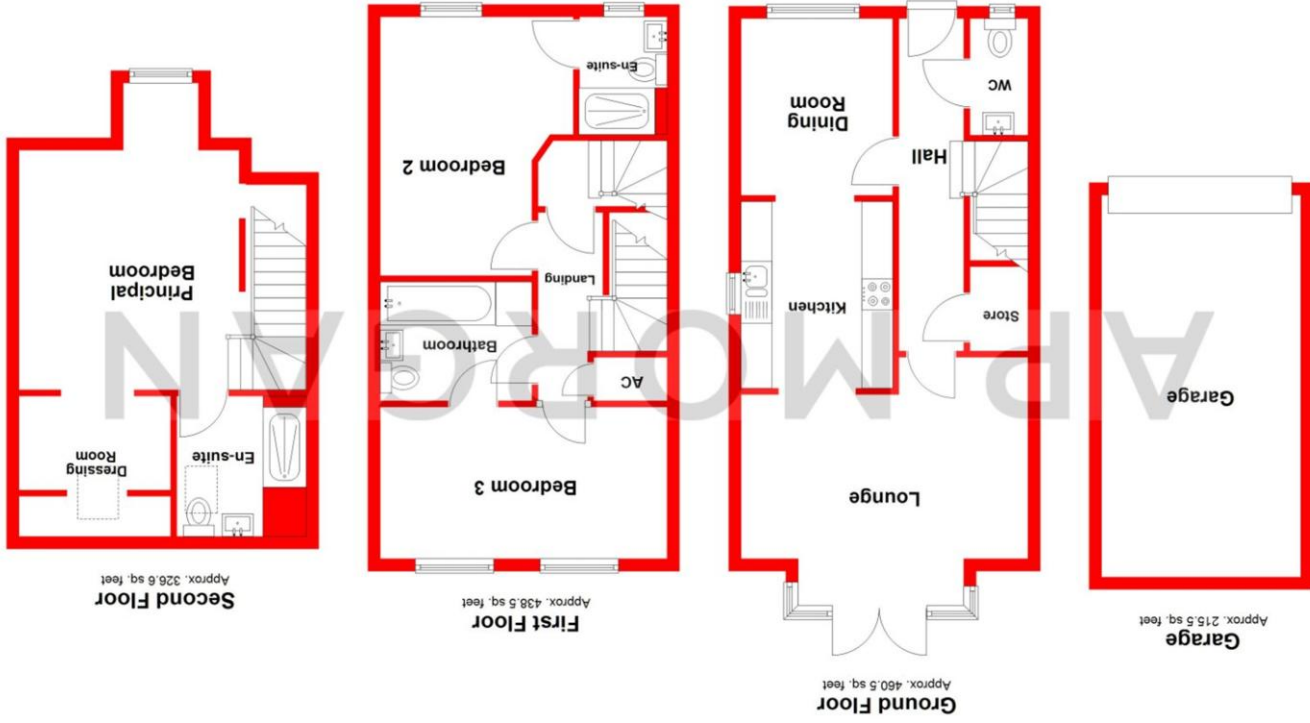 Garage
Approx. 215.5 sq. feet
Garage
Ground Floor
Approx. 460.5 sq. feet
Lounge
Store
Kitchen
Hall
Dining
Room
WC
First Floor
Approx. 438.5 sq. feet
Bedroom 3
AC
Bathroom
Landing
Bedroom 2
En-suite
Second Floor
Approx. 326.6 sq. feet
En-suite
Dressing
Room
Principal
Bedroom
AP MORGAN